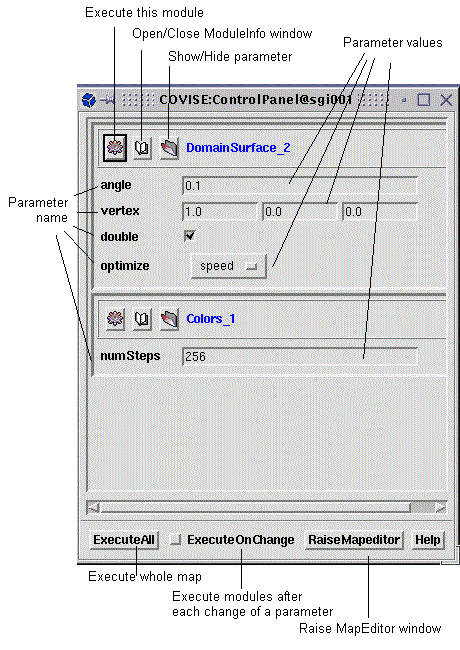 Execute this module
Open/Close ModuleInfo window
Show/Hide parameter
Parameter values
COVISE:ControlPanel@sgi001
DomainSurface_2
Parameter
name
angle
0.1
vertex
1.0
0.0
0.0
double
optimize
speed
Colors_1
numSteps
256
ExecuteAll
ExecuteOnChange
RaiseMapeditor
Help
Execute whole map
Execute modules after
each change of a parameter
Raise MapEditor window